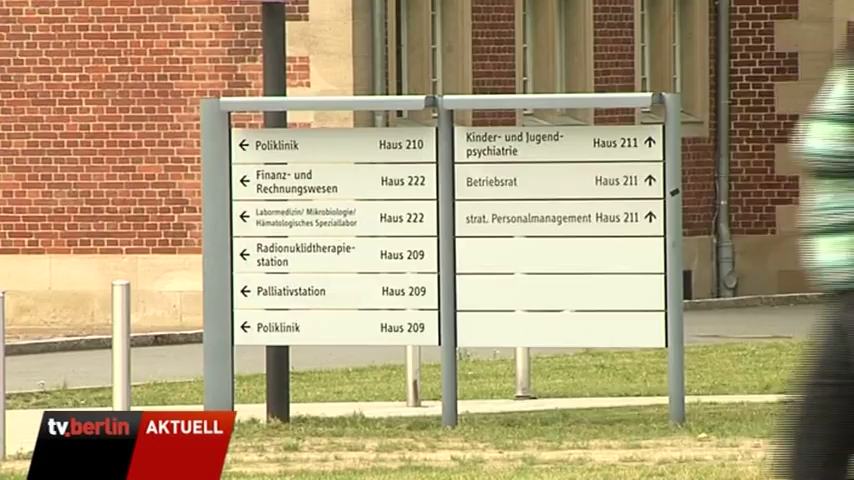 ← Poliklinik Haus 210
← Finanz- und
Rechnungswesen Haus 222
← Labormedizin/ Mikrobiologie/
Hämatologisches Speziallabor Haus 222
← Radionuklidtherapie-
station Haus 209
← Palliativstation Haus 209
← Poliklinik Haus 209
Kinder- und Jugend-
psychiatrie Haus 211 ↑
Betriebsrat Haus 211 ↑
strat. Personalmanagement Haus 211 ↑
tv.berlin AKTUELL